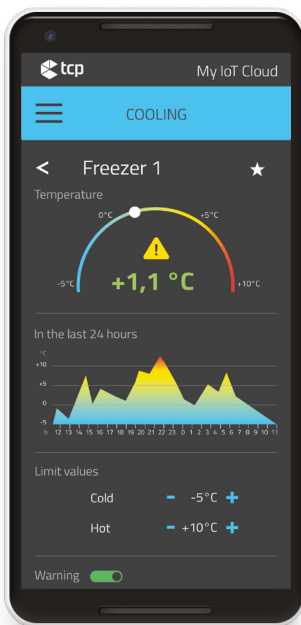 tcp
My IoT Cloud
COOLING
< Freezer 1
Temperature
0°C +5°C
-5°C +1,1 °C +10°C
In the last 24 hours
°C
+10
+5
0
-5
h 12 13 14 15 16 17 18 19 20 21 22 23 0 1 2 3 4 5 6 7 8 9 10 11
Limit values
Cold - -5°C +
Hot - +10°C +
Warning